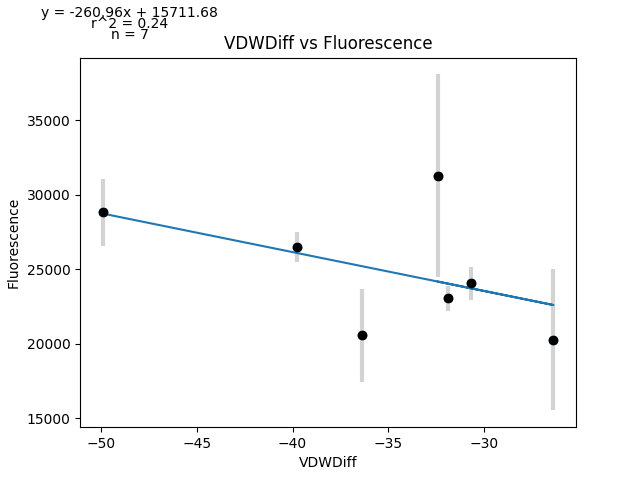 y = -260.96x + 15711.68
r^2 = 0.24
n = 7
VDWDiff vs Fluorescence
35000
30000
25000
20000
15000
Fluorescence
−50
−45
−40
−35
−30
VDWDiff